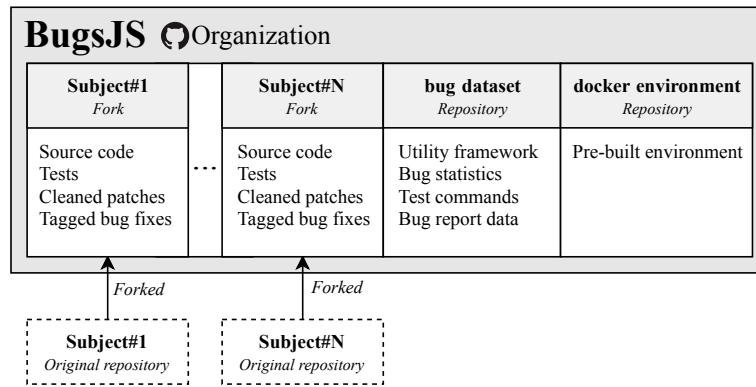 BugsJS Organization
Subject#1
Fork
Source code
Tests
Cleaned patches
Tagged bug fixes
...
Subject#N
Fork
Source code
Tests
Cleaned patches
Tagged bug fixes
bug dataset
Repository
Utility framework
Bug statistics
Test commands
Bug report data
docker environment
Repository
Pre-built environment
Forked
Forked
Subject#1
Original repository
Subject#N
Original repository